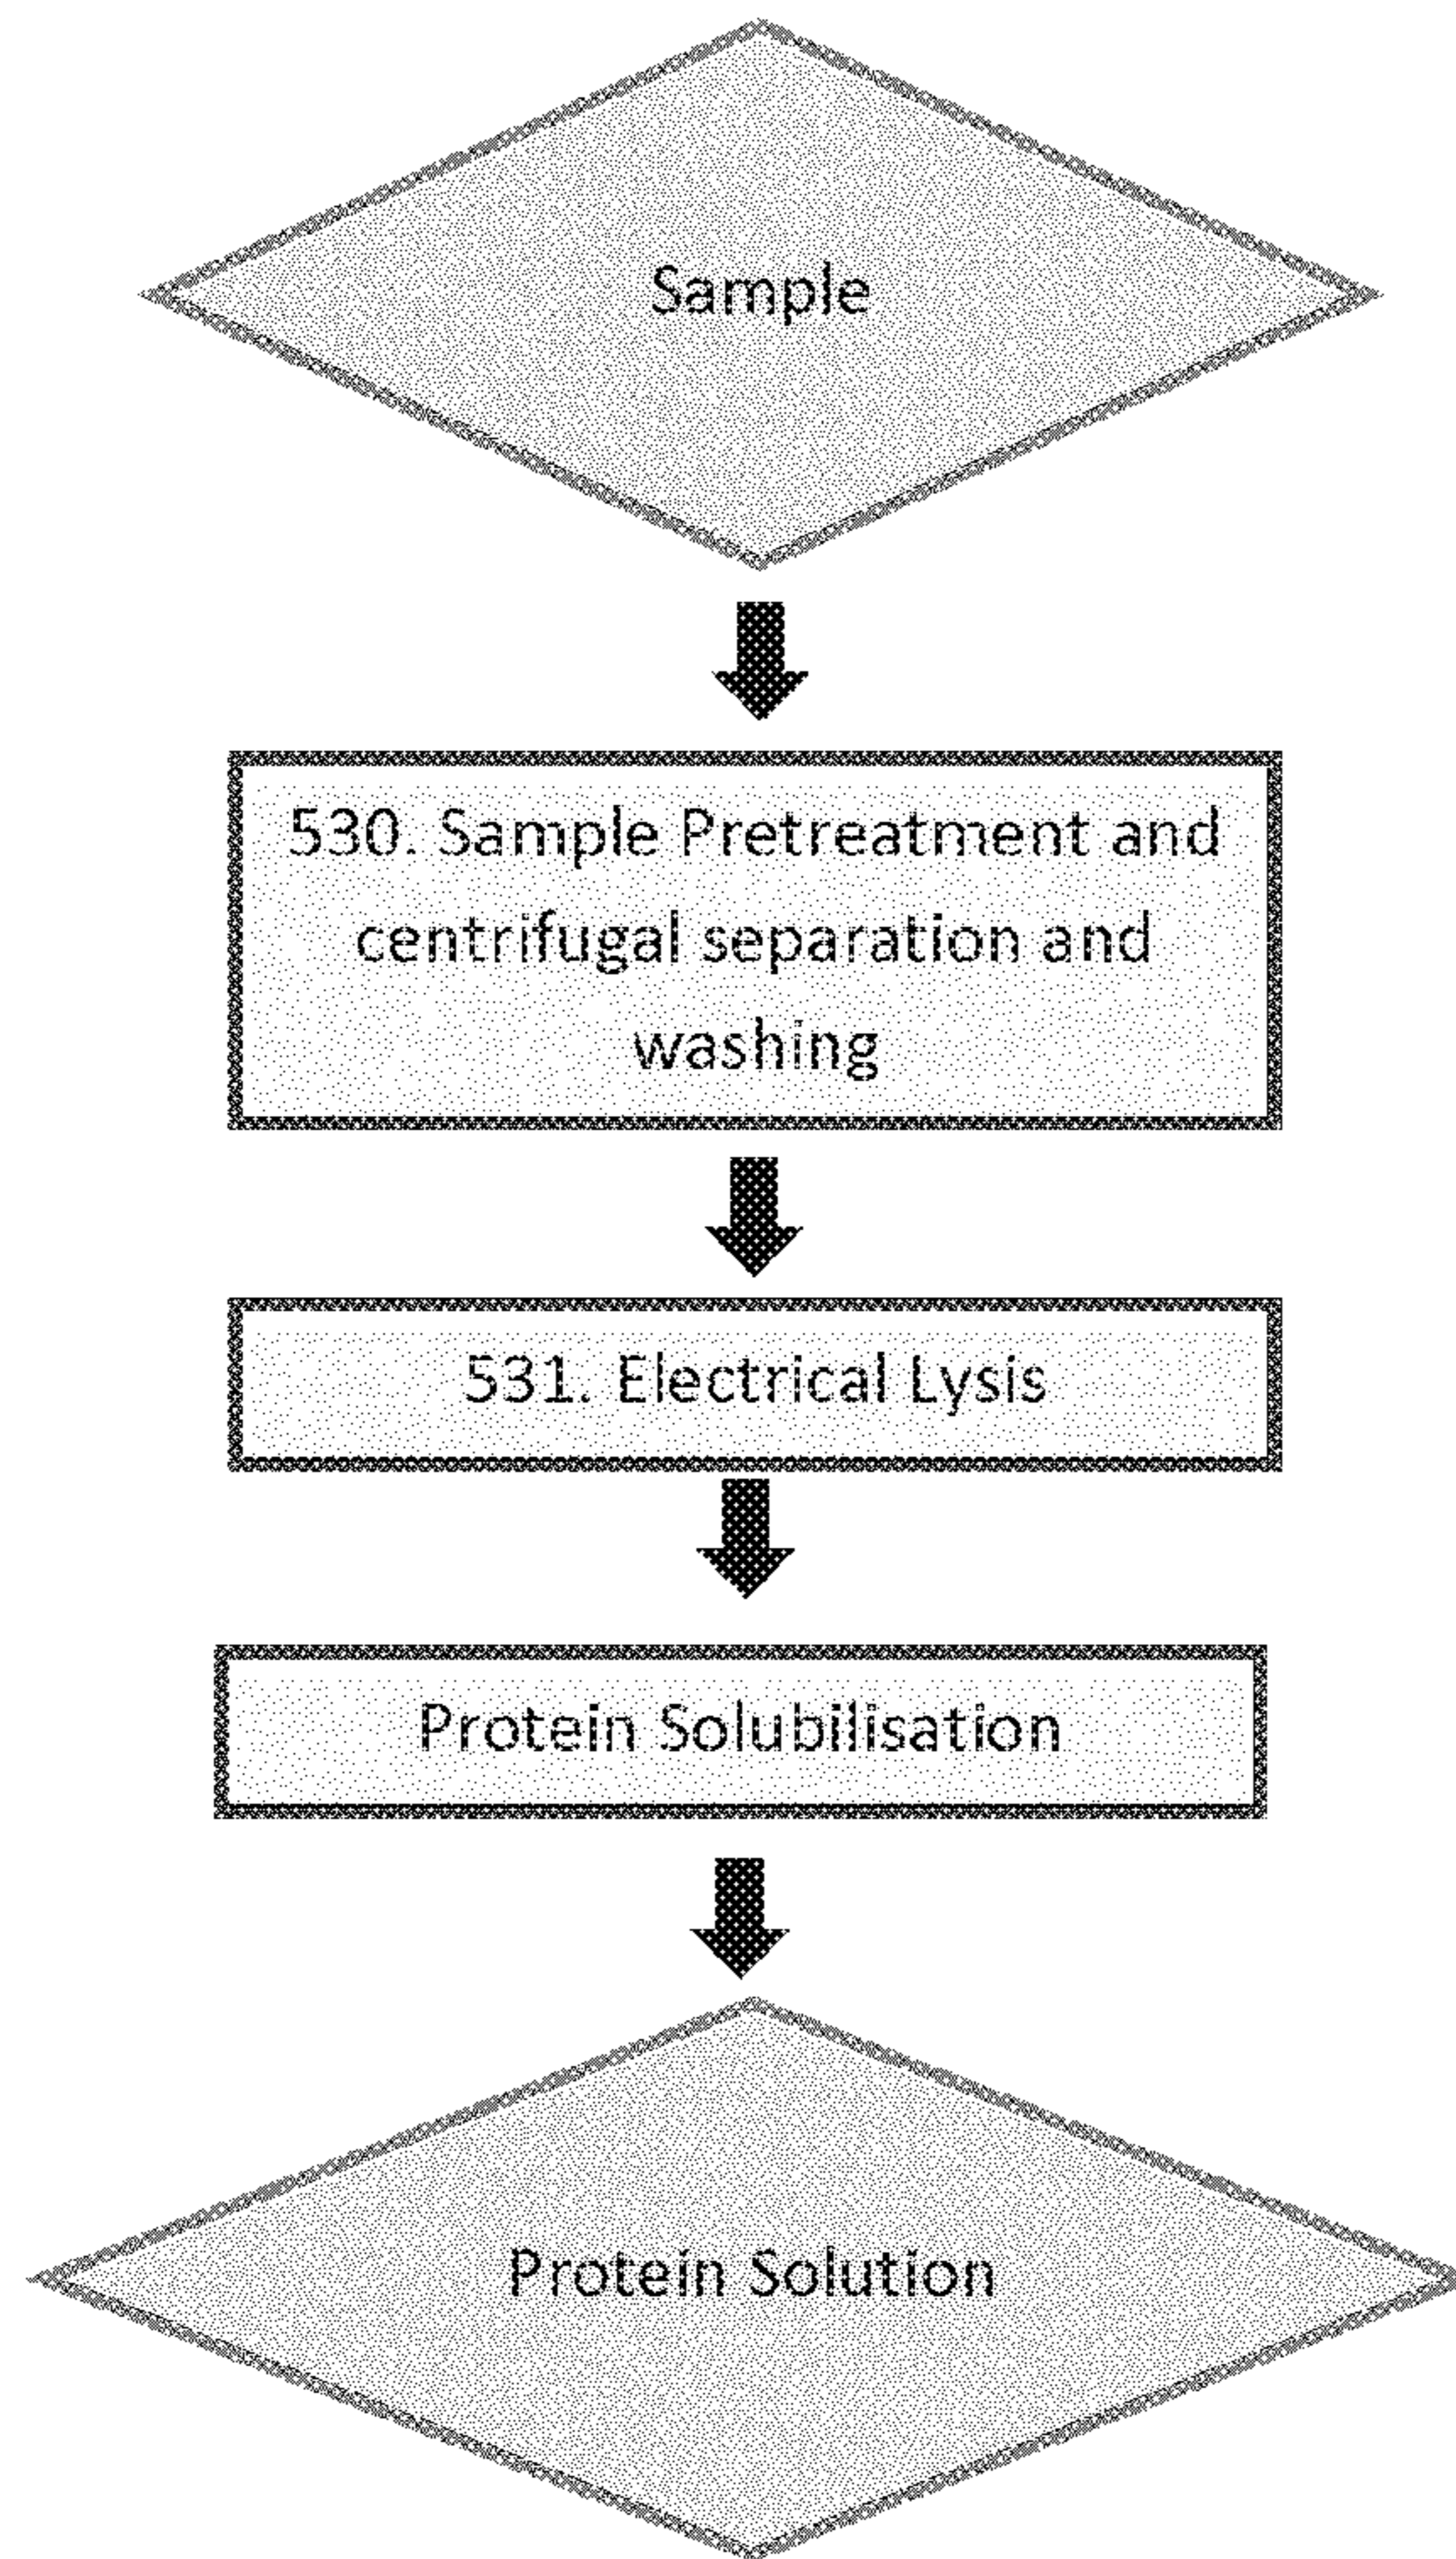 Sample
530. Sample Pretreatment and
centrifugal separation and
washing
531. Electrical Lysis
Protein Solubilisation
Protein Solution